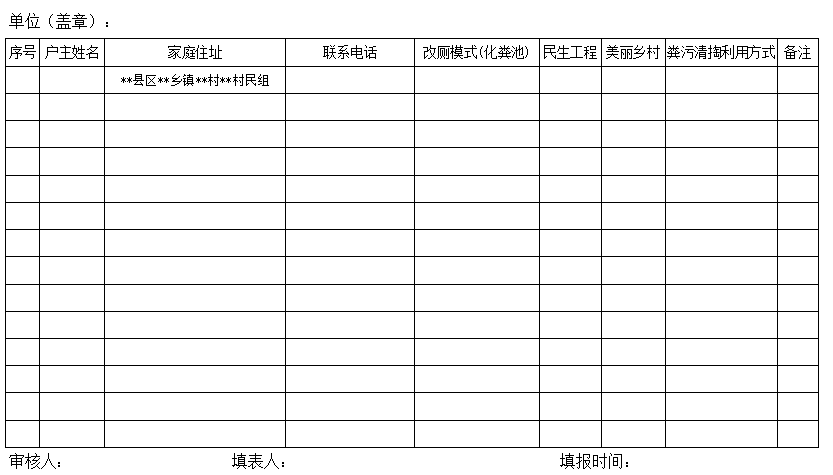 单位（盖章）：
序号 户主姓名 家庭住址 联系电话 改厕模式(化粪池) 民生工程 美丽乡村 粪污清掏利用方式 备注
**县区**乡镇**村**村民组
审核人： 填表人： 填报时间：